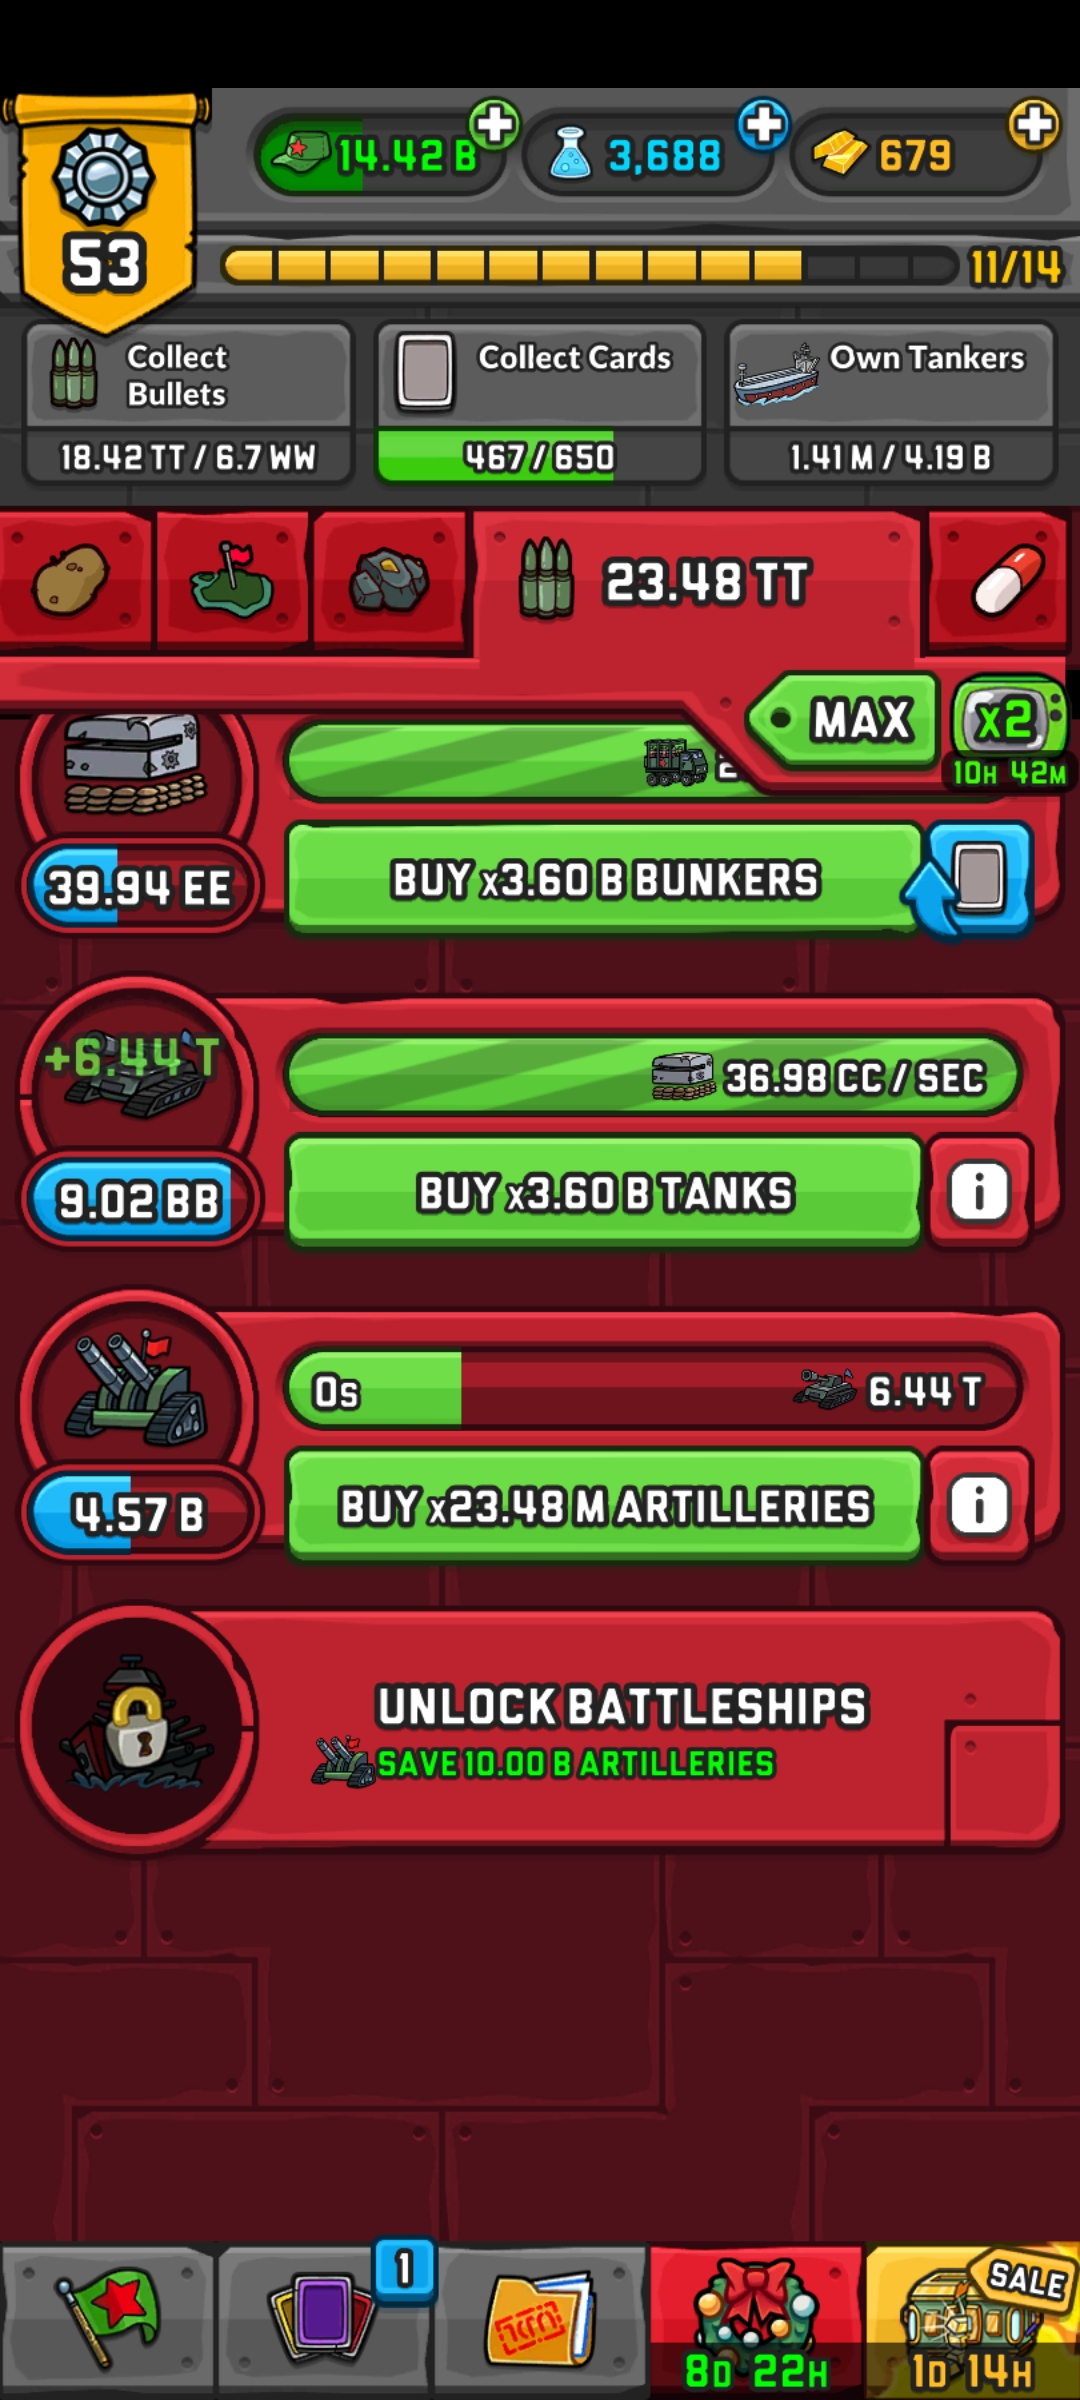 14.42 B
3,688
679
53
11/14
Collect
Bullets
Collect Cards
Own Tankers
18.42 TT / 6.7 WW
467/650
1.41 M / 4.19 B
23.48 TT
MAX
x2
10H 42M
39.94 EE
BUY x3.60 B BUNKERS
+6.44 T
36.98 CC / SEC
9.02 BB
BUY x3.60 B TANKS
i
0s
6.44 T
4.57 B
BUY x23.48 M ARTILLERIES
i
UNLOCK BATTLESHIPS
SAVE 10.00 B ARTILLERIES
1
SALE
8D 22H
1D 14H